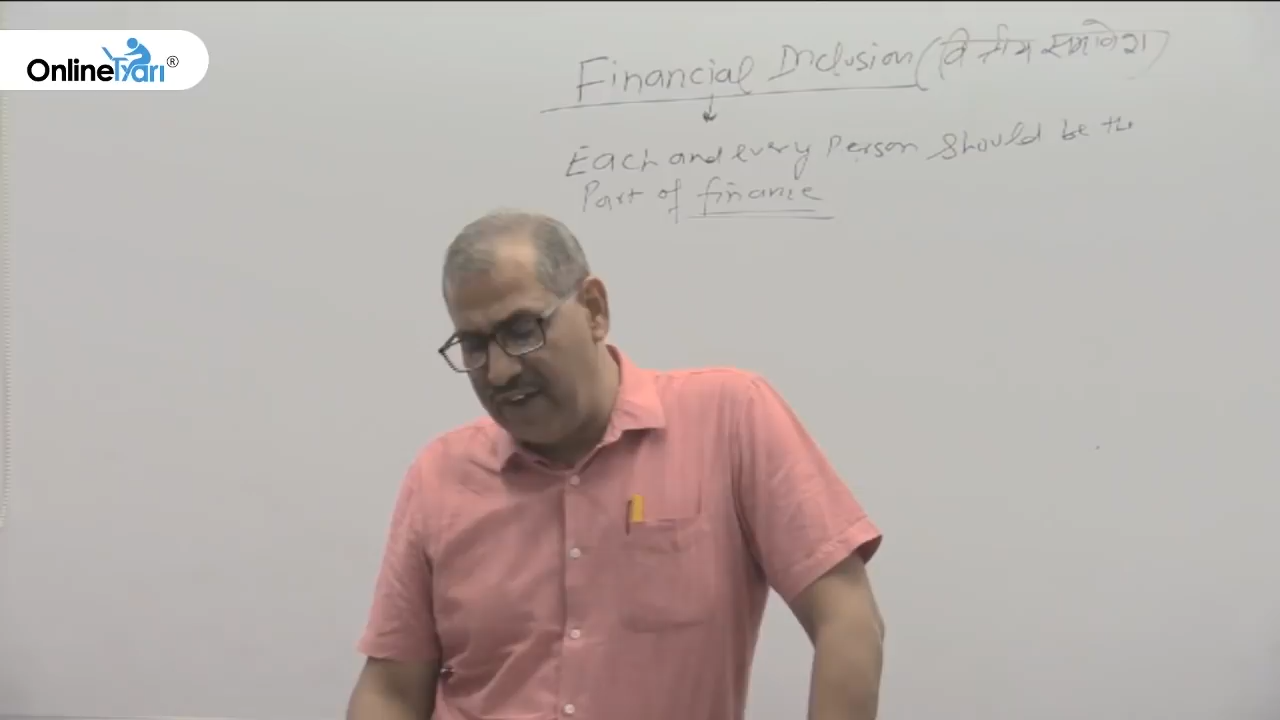 OnlineTyari®
Financial Inclusion (वित्तीय समावेश)
Each and every Person should be the
Part of finance